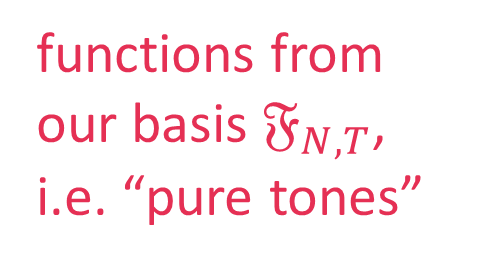 functions from
our basis 𝔉_{N,T},
i.e. “pure tones”